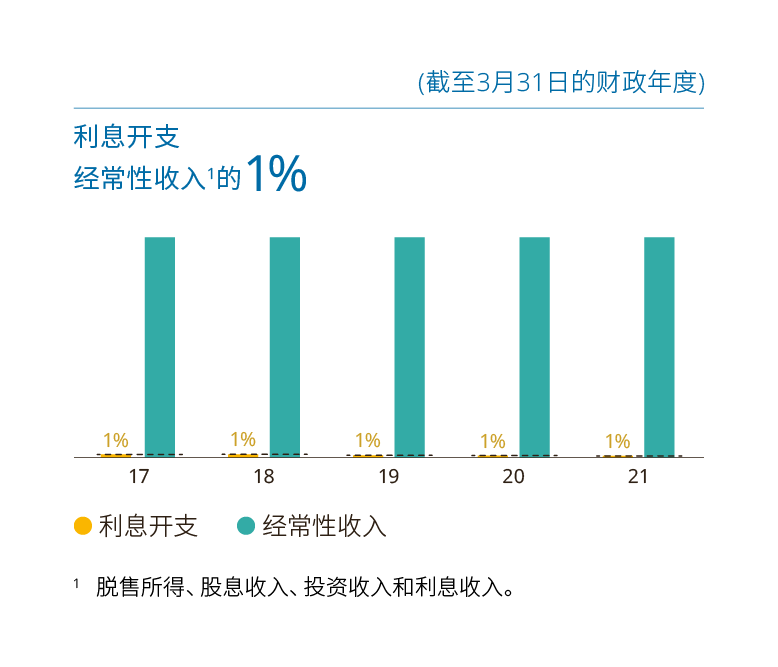 (截至3月31日的财政年度)
利息开支
经常性收入¹的1%
1% 1% 1% 1% 1%
17 18 19 20 21
利息开支 经常性收入
¹ 脱售所得、股息收入、投资收入和利息收入。